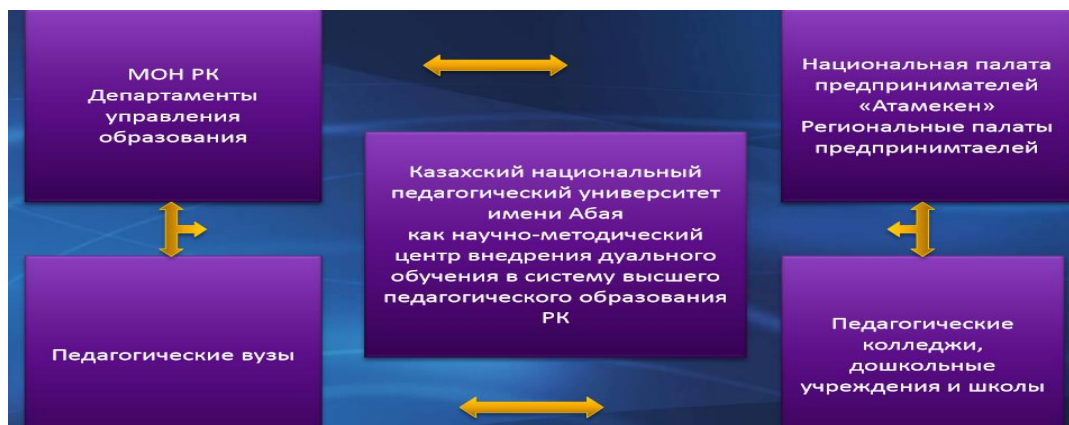 МОН РК
Департаменты
управления
образования
Национальная палата
предпринимателей
«Атамекен»
Региональные палаты
предпринимтаелей
Казахский национальный
педагогический университет
имени Абая
как научно-методический
центр внедрения дуального
обучения в систему высшего
педагогического образования
РК
Педагогические вузы
Педагогические
колледжи,
дошкольные
учреждения и школы